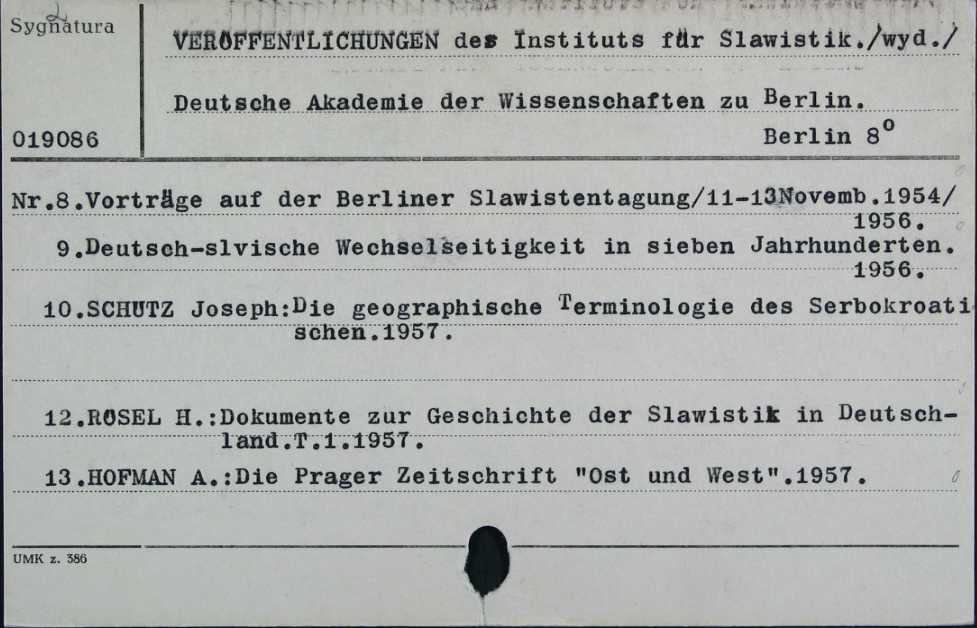 Sygnatura
VERÖFFENTLICHUNGEN des Instituts für Slawistik./wyd./
Deutsche Akademie der Wissenschaften zu Berlin.
019086
Berlin 8⁰
Nr.8.Vorträge auf der Berliner Slawistentagung/11-13Novemb.1954/
1956.
9.Deutsch-slvische Wechselseitigkeit in sieben Jahrhunderten.
1956.
10.SCHUTZ Joseph:Die geographische Terminologie des Serbokroati
schen.1957.
12.RÖSEL H.:Dokumente zur Geschichte der Slawistik in Deutsch-
land.T.1.1957.
13.HOFMAN A.:Die Prager Zeitschrift "Ost und West".1957.
UMK z. 386